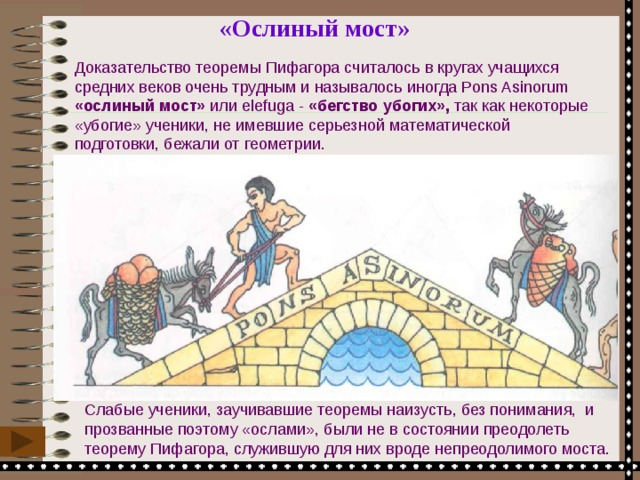 «Ослиный мост»
Доказательство теоремы Пифагора считалось в кругах учащихся
средних веков очень трудным и называлось иногда Pons Asinorum
«ослиный мост» или elefuga - «бегство убогих», так как некоторые
«убогие» ученики, не имевшие серьезной математической
подготовки, бежали от геометрии.
PONS ASINORUM
Слабые ученики, заучивавшие теоремы наизусть, без понимания, и
прозванные поэтому «ослами», были не в состоянии преодолеть
теорему Пифагора, служившую для них вроде непреодолимого моста.